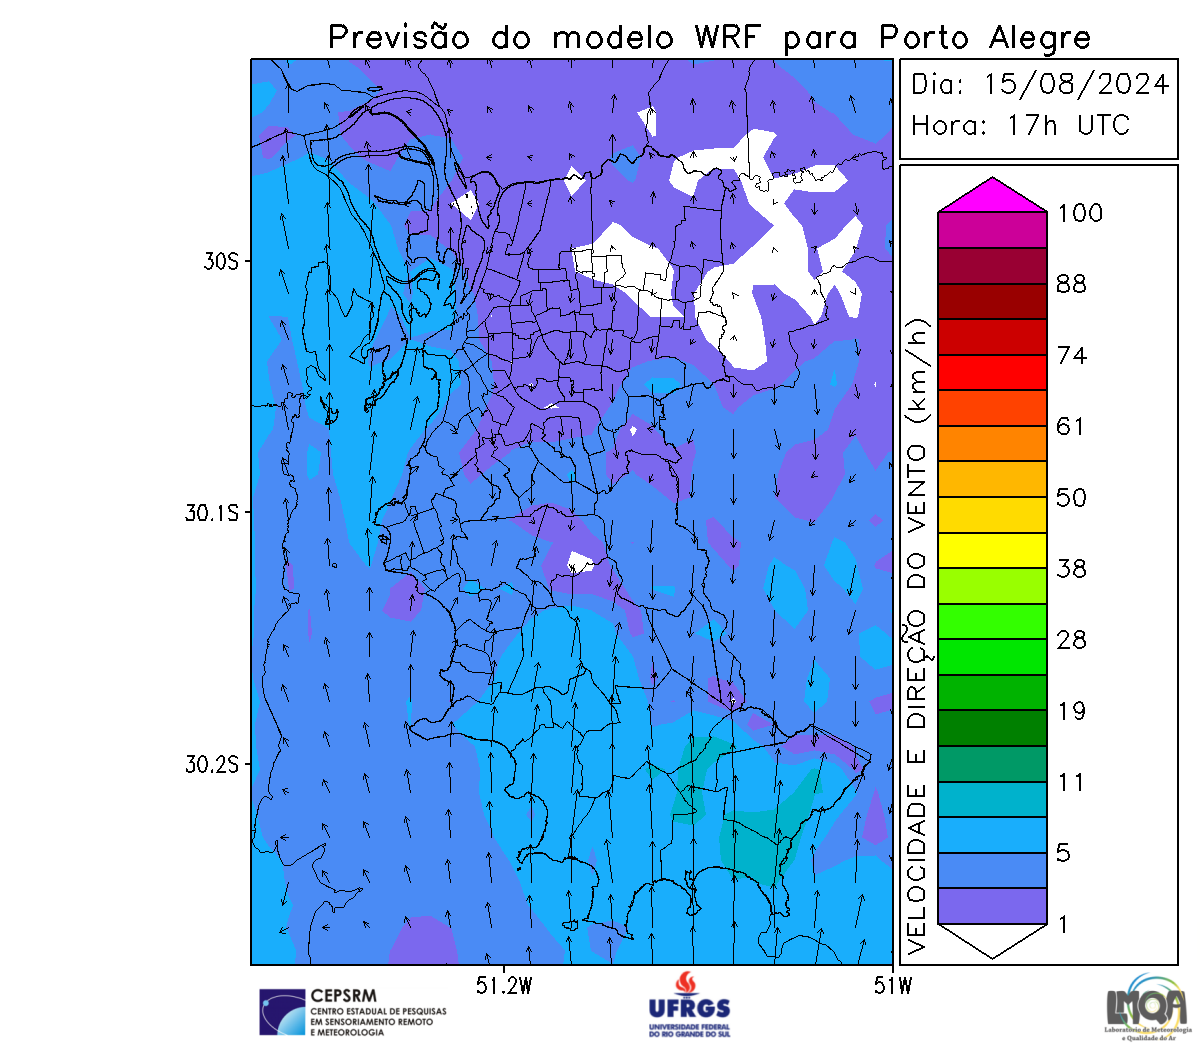 Previsão do modelo WRF para Porto Alegre
Dia: 15/08/2024
Hora: 17h UTC
30S
30.1S
30.2S
51.2W
51W
VELOCIDADE E DIREÇÃO DO VENTO (km/h)
100
88
74
61
50
38
28
19
11
5
1
CEPSRM
CENTRO ESTADUAL DE PESQUISAS
EM SENSORIAMENTO REMOTO
E METEOROLOGIA
UFRGS
UNIVERSIDADE FEDERAL
DO RIO GRANDE DO SUL
LMQA
Laboratório de Meteorologia
e Qualidade do Ar